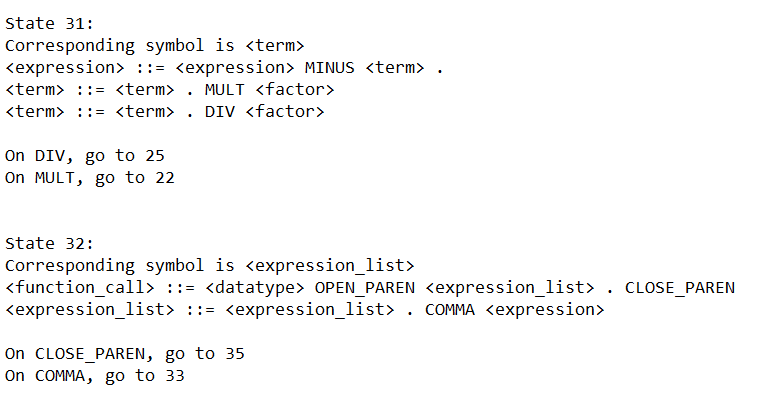 State 31:
Corresponding symbol is <term>
<expression> ::= <expression> MINUS <term> .
<term> ::= <term> . MULT <factor>
<term> ::= <term> . DIV <factor>
On DIV, go to 25
On MULT, go to 22
State 32:
Corresponding symbol is <expression_list>
<function_call> ::= <datatype> OPEN_PAREN <expression_list> . CLOSE_PAREN
<expression_list> ::= <expression_list> . COMMA <expression>
On CLOSE_PAREN, go to 35
On COMMA, go to 33